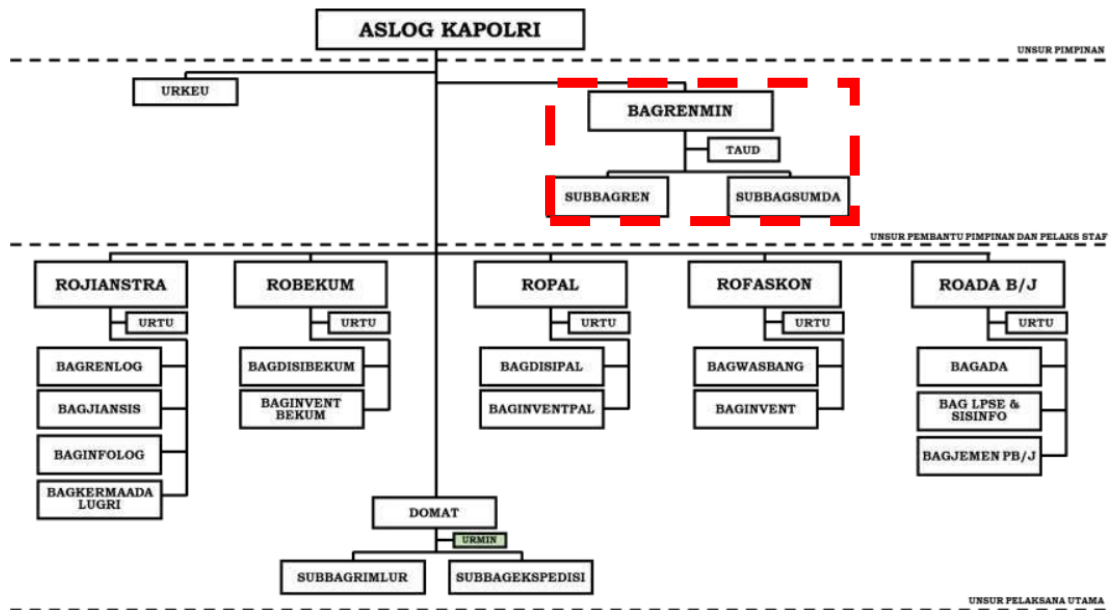 ASLOG KAPOLRI
UNSUR PIMPINAN
URKEU
BAGRENMIN
TAUD
SUBBAGREN
SUBBAGSUMDA
UNSUR PEMBANTU PIMPINAN DAN PELAKS STAF
ROJIANSTRA
ROBEKUM
ROPAL
ROFASKON
ROADA B/J
URTU
URTU
URTU
URTU
URTU
BAGRENLOG
BAGDISIBEKUM
BAGDISIPAL
BAGWASBANG
BAGADA
BAGJIANSIS
BAGINVENT
BEKUM
BAGINVENTPAL
BAGINVENT
BAG LPSE &
SISINFO
BAGINFOLOG
BAGJEMEN PB/J
BAGKERMAADA
LUGRI
DOMAT
URMIN
SUBBAGRIMLUR
SUBBAGEKSPEDISI
UNSUR PELAKSANA UTAMA